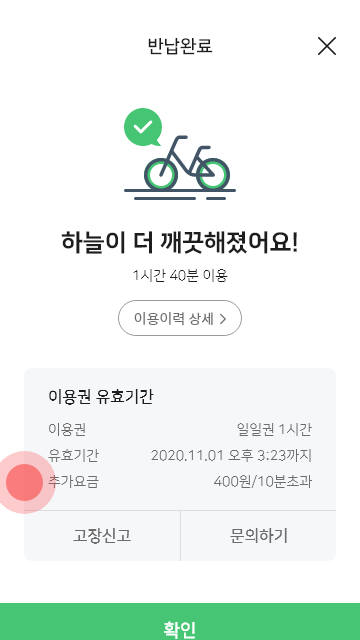 반납완료
하늘이 더 깨끗해졌어요!
1시간 40분 이용
이용이력 상세 >
이용권 유효기간
이용권 일일권 1시간
유효기간 2020.11.01 오후 3:23까지
추가요금 400원/10분초과
고장신고 문의하기
확인